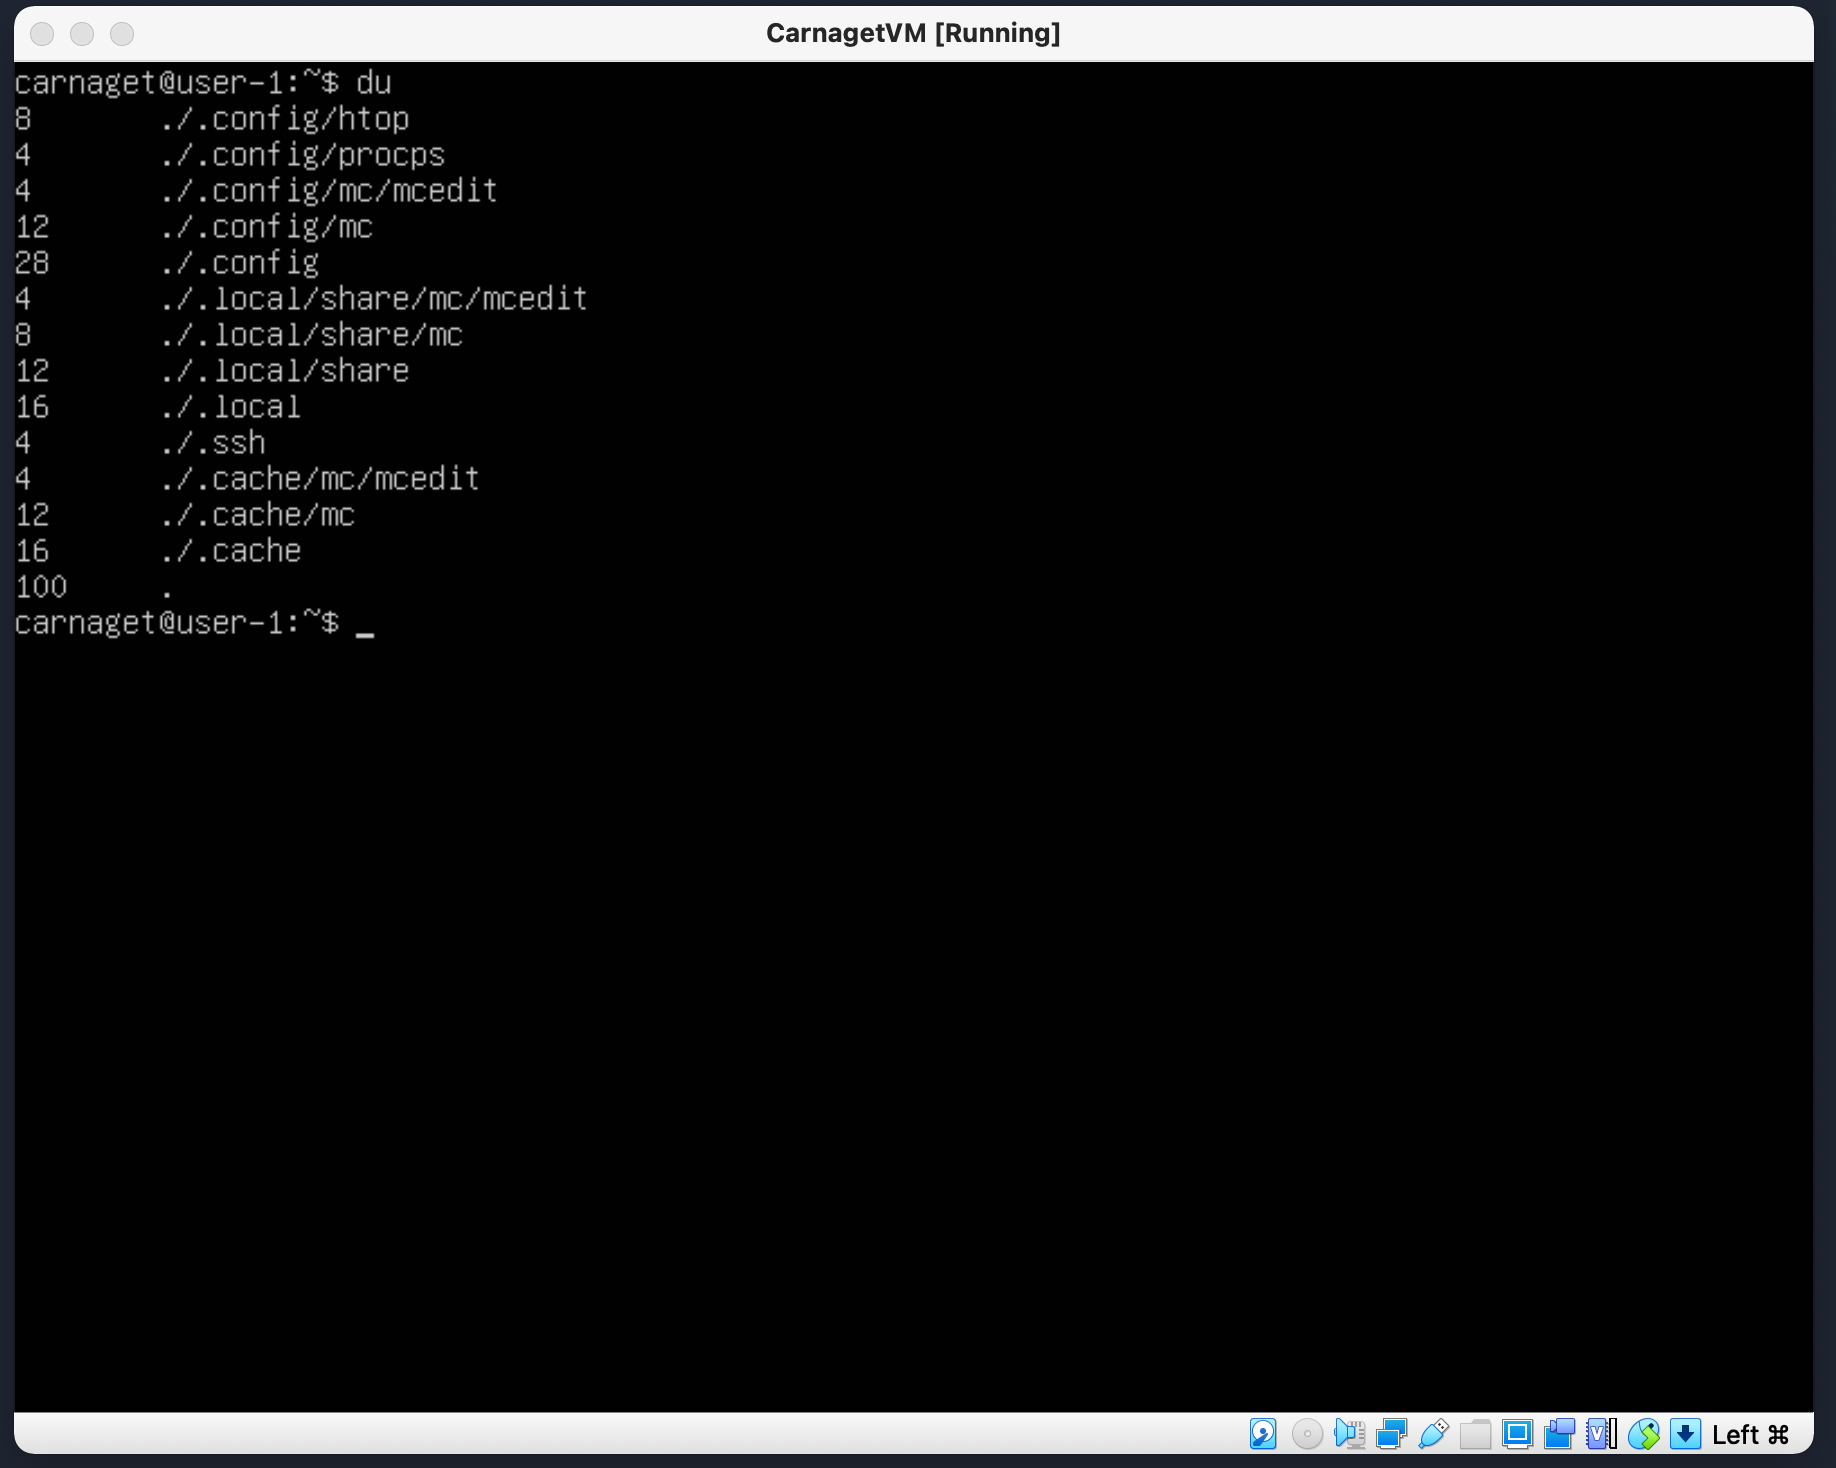 CarnagetVM [Running]
carnaget@user-1:~$ du
8       ./.config/htop
4       ./.config/procps
4       ./.config/mc/mcedit
12      ./.config/mc
28      ./.config
4       ./.local/share/mc/mcedit
8       ./.local/share/mc
12      ./.local/share
16      ./.local
4       ./.ssh
4       ./.cache/mc/mcedit
12      ./.cache/mc
16      ./.cache
100     .
carnaget@user-1:~$ _
Left ⌘